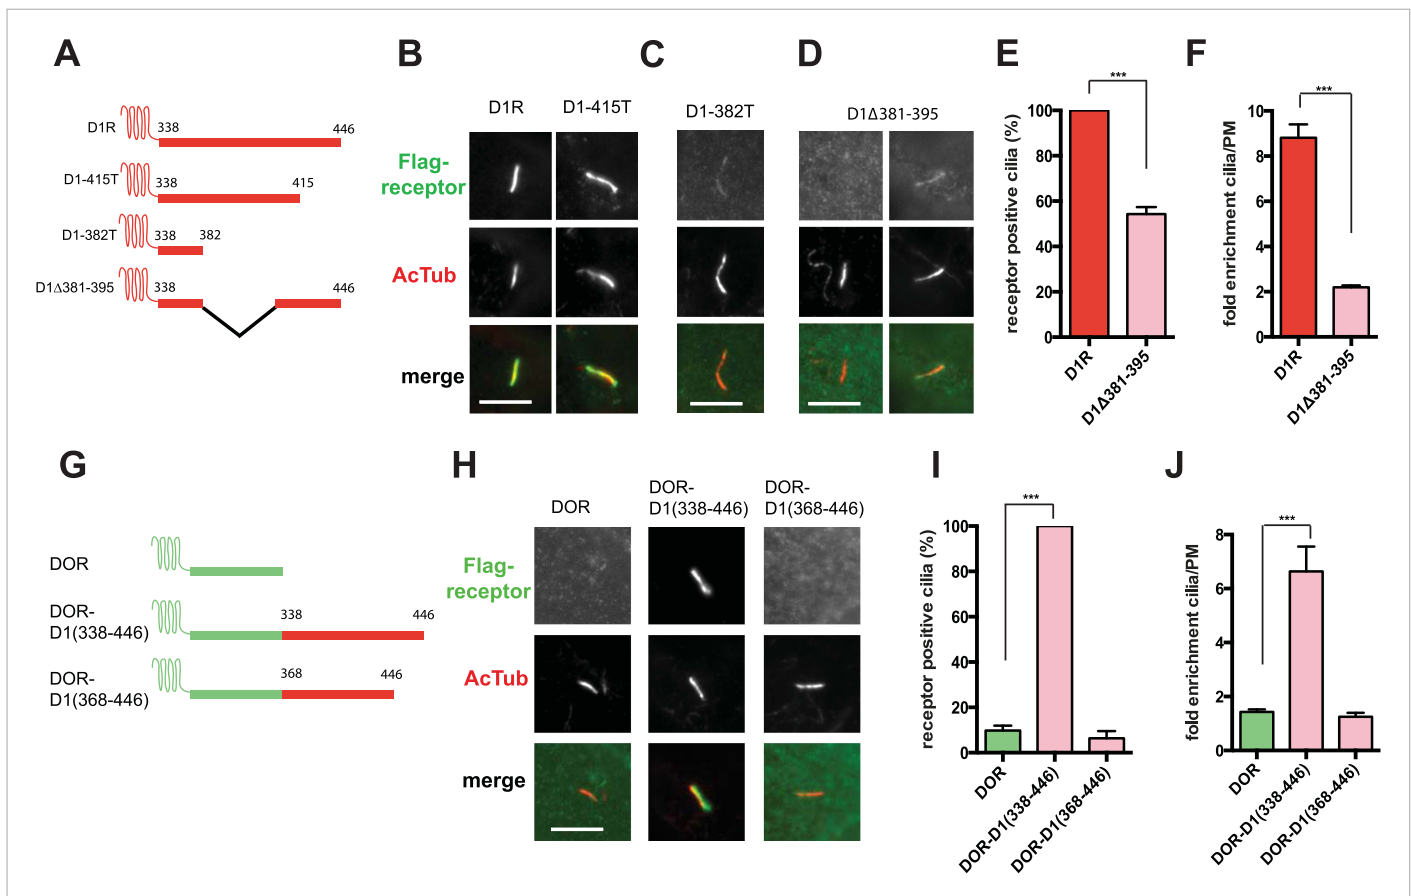 A
D1R
338
446
D1-415T
338
415
D1-382T
338
382
D1Δ381-395
338
446
B
D1R
D1-415T
Flag-
receptor
AcTub
merge
C
D1-382T
D
D1Δ381-395
E
***
receptor positive cilia (%)
100
80
60
40
20
0
D1R
D1Δ381-395
F
***
fold enrichment cilia/PM
10
8
6
4
2
0
D1R
D1Δ381-395
G
DOR
DOR-
D1(338-446)
338
446
DOR-
D1(368-446)
368
446
H
DOR
DOR-
D1(338-446)
DOR-
D1(368-446)
Flag-
receptor
AcTub
merge
I
***
receptor positive cilia (%)
100
80
60
40
20
0
DOR
DOR-D1(338-446)
DOR-D1(368-446)
J
***
fold enrichment cilia/PM
8
6
4
2
0
DOR
DOR-D1(338-446)
DOR-D1(368-446)